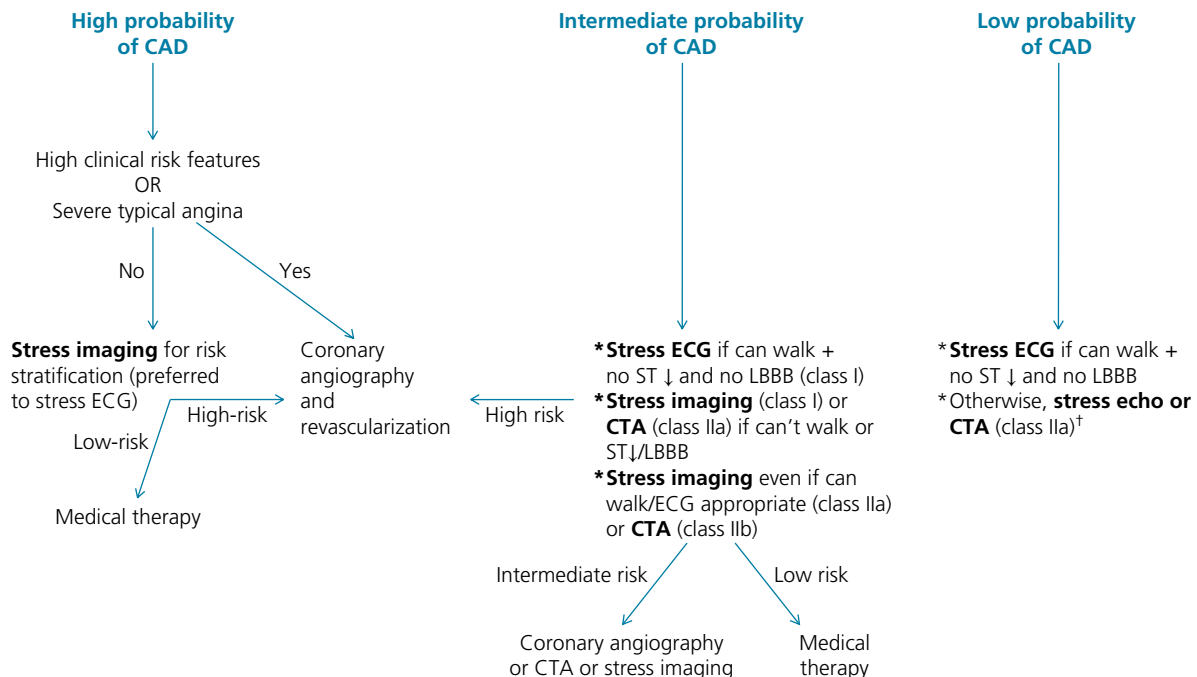 High probability
of CAD
High clinical risk features
OR
Severe typical angina
No
Yes
Stress imaging for risk
stratification (preferred
to stress ECG)
High-risk
Low-risk
Medical therapy
Coronary
angiography
and
revascularization
Intermediate probability
of CAD
*Stress ECG if can walk +
no ST ↓ and no LBBB (class I)
*Stress imaging (class I) or
CTA (class IIa) if can't walk or
ST↓/LBBB
*Stress imaging even if can
walk/ECG appropriate (class IIa)
or CTA (class IIb)
High risk
Intermediate risk
Low risk
Coronary angiography
or CTA or stress imaging
Medical
therapy
Low probability
of CAD
*Stress ECG if can walk +
no ST ↓ and no LBBB
*Otherwise, stress echo or
CTA (class IIa)†